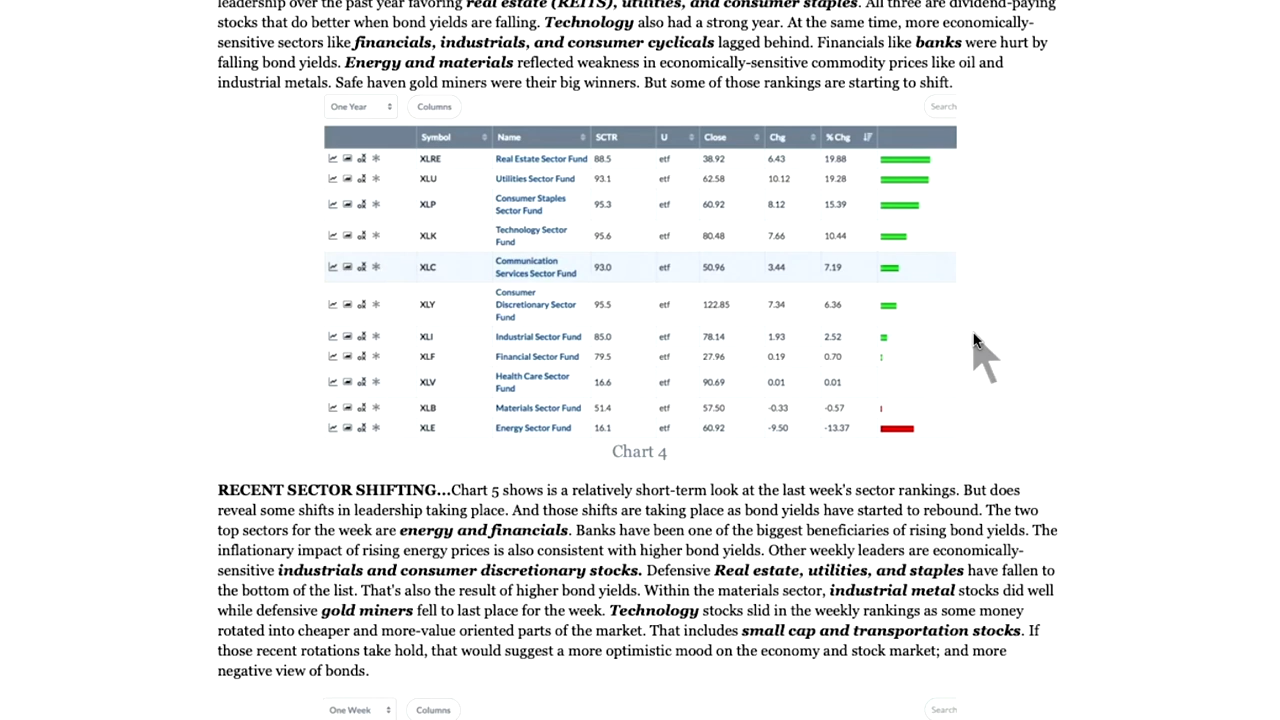 leadership over the past year favoring real estate (REITS), utilities, and consumer staples. All three are dividend-paying
stocks that do better when bond yields are falling. Technology also had a strong year. At the same time, more economically-
sensitive sectors like financials, industrials, and consumer cyclicals lagged behind. Financials like banks were hurt by
falling bond yields. Energy and materials reflected weakness in economically-sensitive commodity prices like oil and
industrial metals. Safe haven gold miners were their big winners. But some of those rankings are starting to shift.
One Year Columns Search
Symbol Name SCTR U Close Chg % Chg
XLRE Real Estate Sector Fund 88.5 etf 38.92 6.43 19.88
XLU Utilities Sector Fund 93.1 etf 62.58 10.12 19.28
XLP Consumer Staples Sector Fund 95.3 etf 60.92 8.12 15.39
XLK Technology Sector Fund 95.6 etf 80.48 7.66 10.44
XLC Communication Services Sector Fund 93.0 etf 50.96 3.44 7.19
XLY Consumer Discretionary Sector Fund 95.5 etf 122.85 7.34 6.36
XLI Industrial Sector Fund 85.0 etf 78.14 1.93 2.52
XLF Financial Sector Fund 79.5 etf 27.96 0.19 0.70
XLV Health Care Sector Fund 16.6 etf 90.69 0.01 0.01
XLB Materials Sector Fund 51.4 etf 57.50 -0.33 -0.57
XLE Energy Sector Fund 16.1 etf 60.92 -9.50 -13.37
Chart 4
RECENT SECTOR SHIFTING...Chart 5 shows is a relatively short-term look at the last week's sector rankings. But does
reveal some shifts in leadership taking place. And those shifts are taking place as bond yields have started to rebound. The two
top sectors for the week are energy and financials. Banks have been one of the biggest beneficiaries of rising bond yields. The
inflationary impact of rising energy prices is also consistent with higher bond yields. Other weekly leaders are economically-
sensitive industrials and consumer discretionary stocks. Defensive Real estate, utilities, and staples have fallen to
the bottom of the list. That's also the result of higher bond yields. Within the materials sector, industrial metal stocks did well
while defensive gold miners fell to last place for the week. Technology stocks slid in the weekly rankings as some money
rotated into cheaper and more-value oriented parts of the market. That includes small cap and transportation stocks. If
those recent rotations take hold, that would suggest a more optimistic mood on the economy and stock market; and more
negative view of bonds.
One Week Columns Search